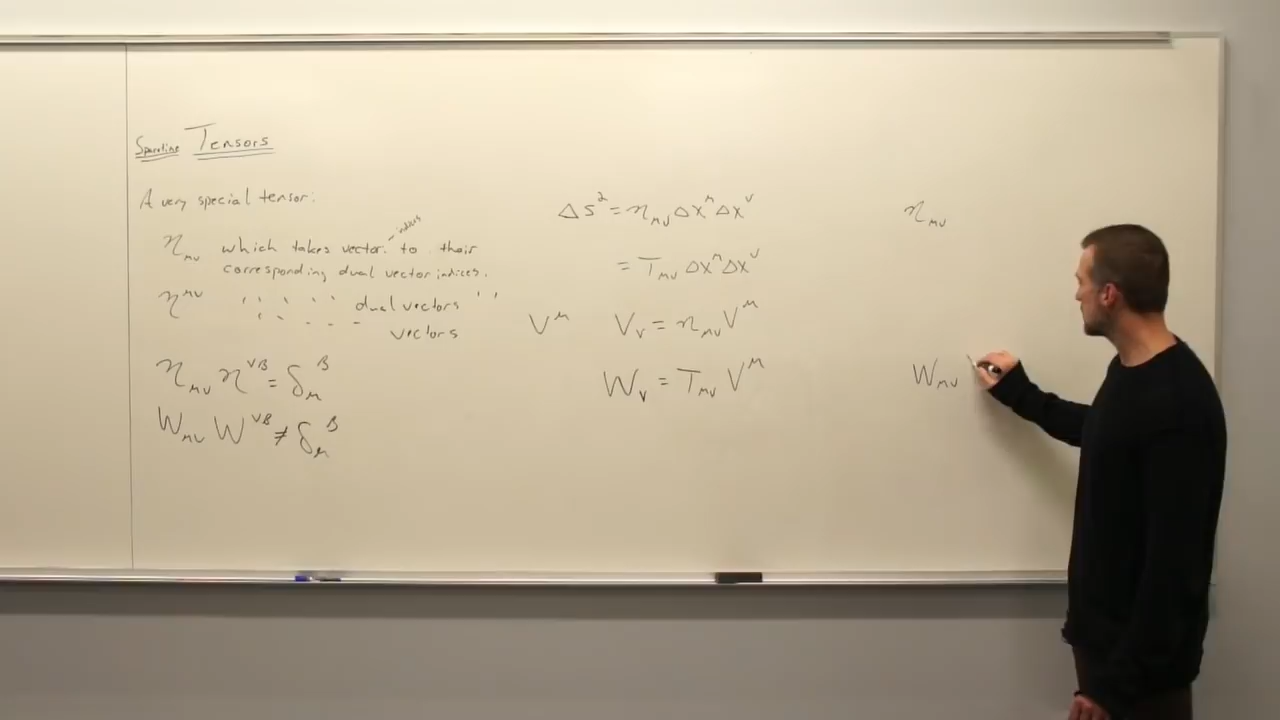 Spacetime Tensors
A very special tensor:
η_μν which takes vector indices to their
corresponding dual vector indices.
η^μν " " " " dual vectors " "
" " " " vectors
η_μν η^νβ = δ_μ^β
W_μν W^νβ ≠ δ_μ^β
Δs² = η_μν Δx^μ Δx^ν
= T_μν Δx^μ Δx^ν
V^μ V_ν = η_μν V^μ
W_ν = T_μν V^μ
η_μν
W_μν